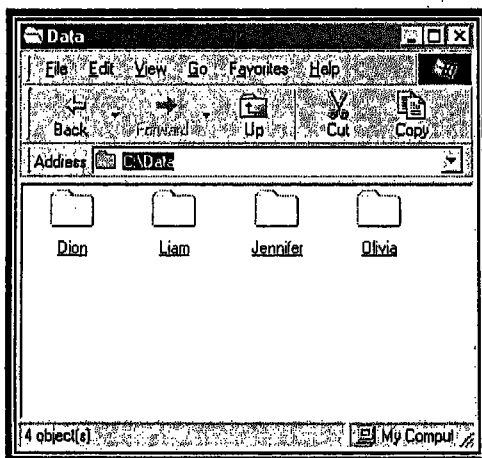 Data
File Edit View Go Favorites Help
Back Forward Up Cut Copy
Address C:\Data
Dion Liam Jennifer Olivia
4 object(s) My Comput